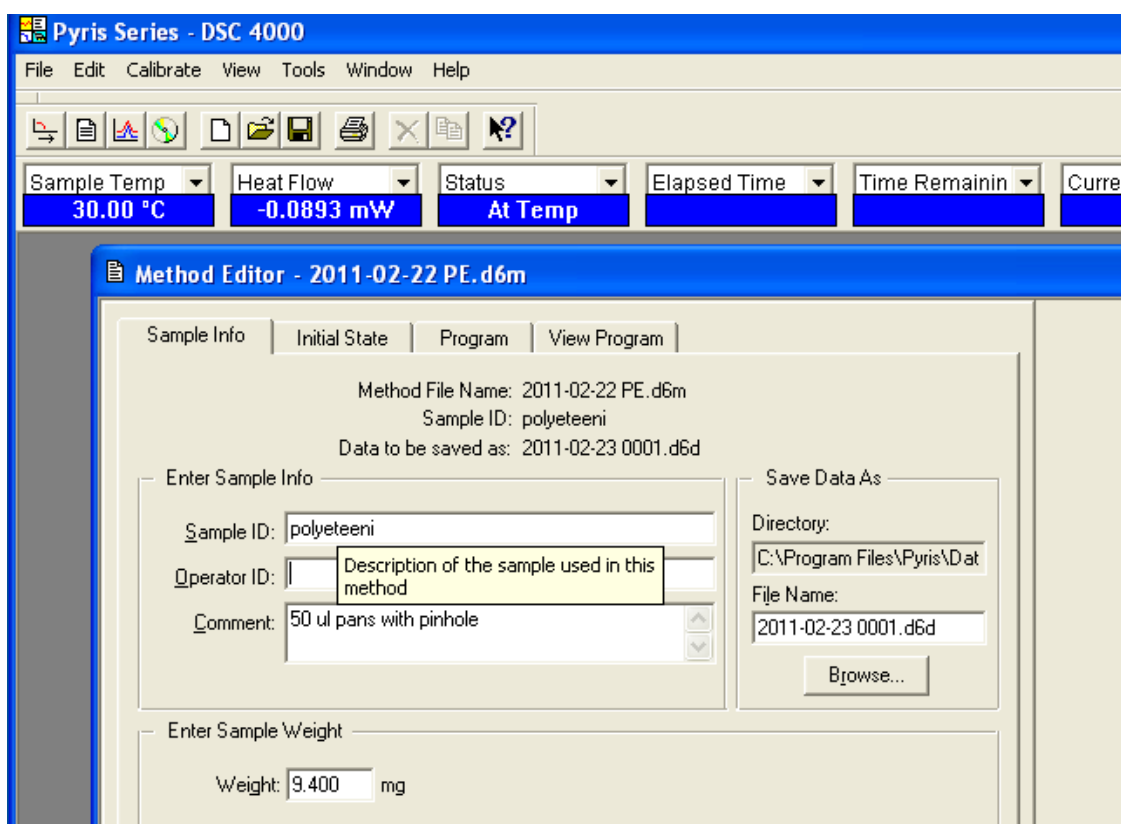 Pyris Series - DSC 4000
File Edit Calibrate View Tools Window Help
Sample Temp Heat Flow Status Elapsed Time Time Remainin Curre
30.00 °C -0.0893 mW At Temp
Method Editor - 2011-02-22 PE.d6m
Sample Info Initial State Program View Program
Method File Name: 2011-02-22 PE.d6m
Sample ID: polyeteeni
Data to be saved as: 2011-02-23 0001.d6d
Enter Sample Info Save Data As
Sample ID: polyeteeni Directory:
Description of the sample used in this C:\Program Files\Pyris\Dat
Operator ID: method File Name:
Comment: 50 ul pans with pinhole 2011-02-23 0001.d6d
Browse...
Enter Sample Weight
Weight: 9.400 mg